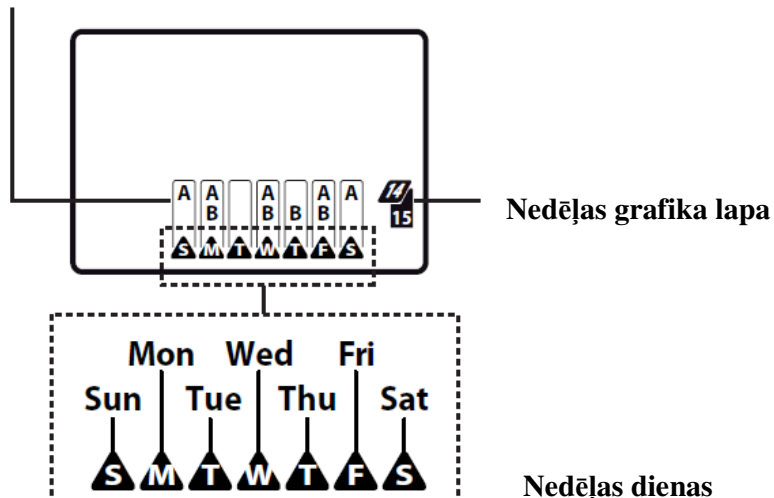 A A A A A
B B B B
14
15
S M T W T F S
Nedēļas grafika lapa
Mon Wed Fri
Sun Tue Thu Sat
S M T W T F S
Nedēļas dienas